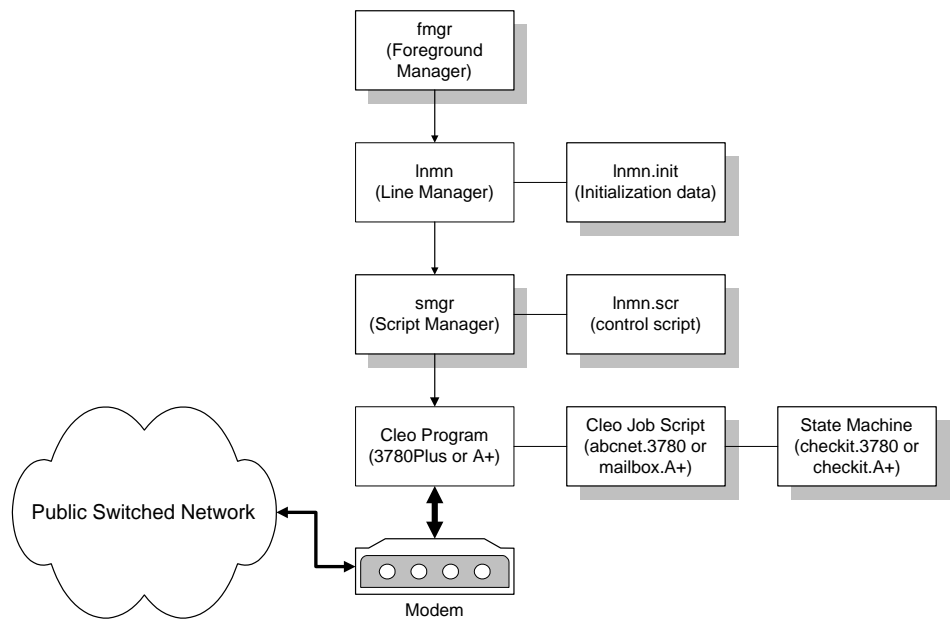 fmgr
(Foreground
Manager)
lnmn
(Line Manager)
lnmn.init
(Initialization data)
smgr
(Script Manager)
lnmn.scr
(control script)
Cleo Program
(3780Plus or A+)
Cleo Job Script
(abcnet.3780 or
mailbox.A+)
State Machine
(checkit.3780 or
checkit.A+)
Public Switched Network
Modem